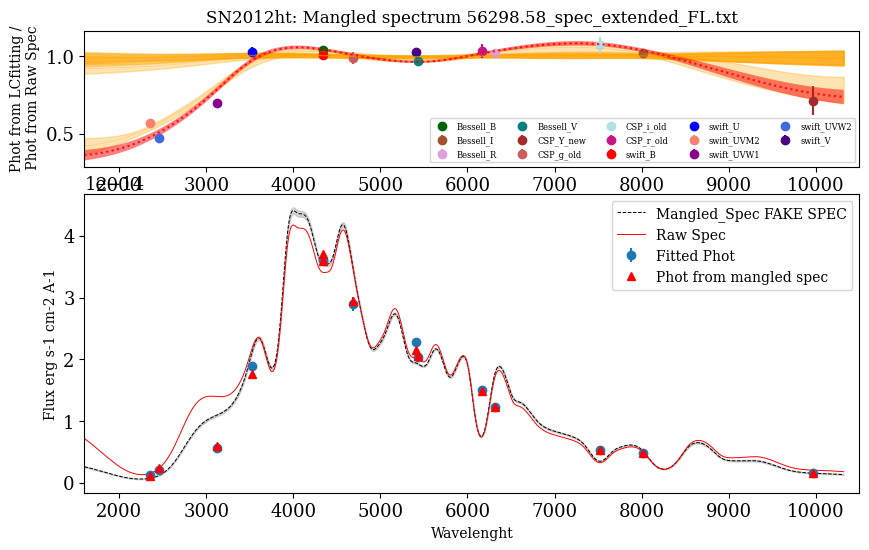 SN2012ht: Mangled spectrum 56298.58_spec_extended_FL.txt
Phot from LCfitting /
Phot from Raw Spec
1.0
0.5
Bessell_B Bessell_V CSP_i_old swift_U swift_UVW2
Bessell_I CSP_Y_new CSP_r_old swift_UVM2 swift_V
Bessell_R CSP_g_old swift_B swift_UVW1
2000 3000 4000 5000 6000 7000 8000 9000 10000
1e−14
Mangled_Spec FAKE SPEC
Raw Spec
Fitted Phot
Phot from mangled spec
Flux erg s-1 cm-2 A-1
4
3
2
1
0
2000 3000 4000 5000 6000 7000 8000 9000 10000
Wavelenght